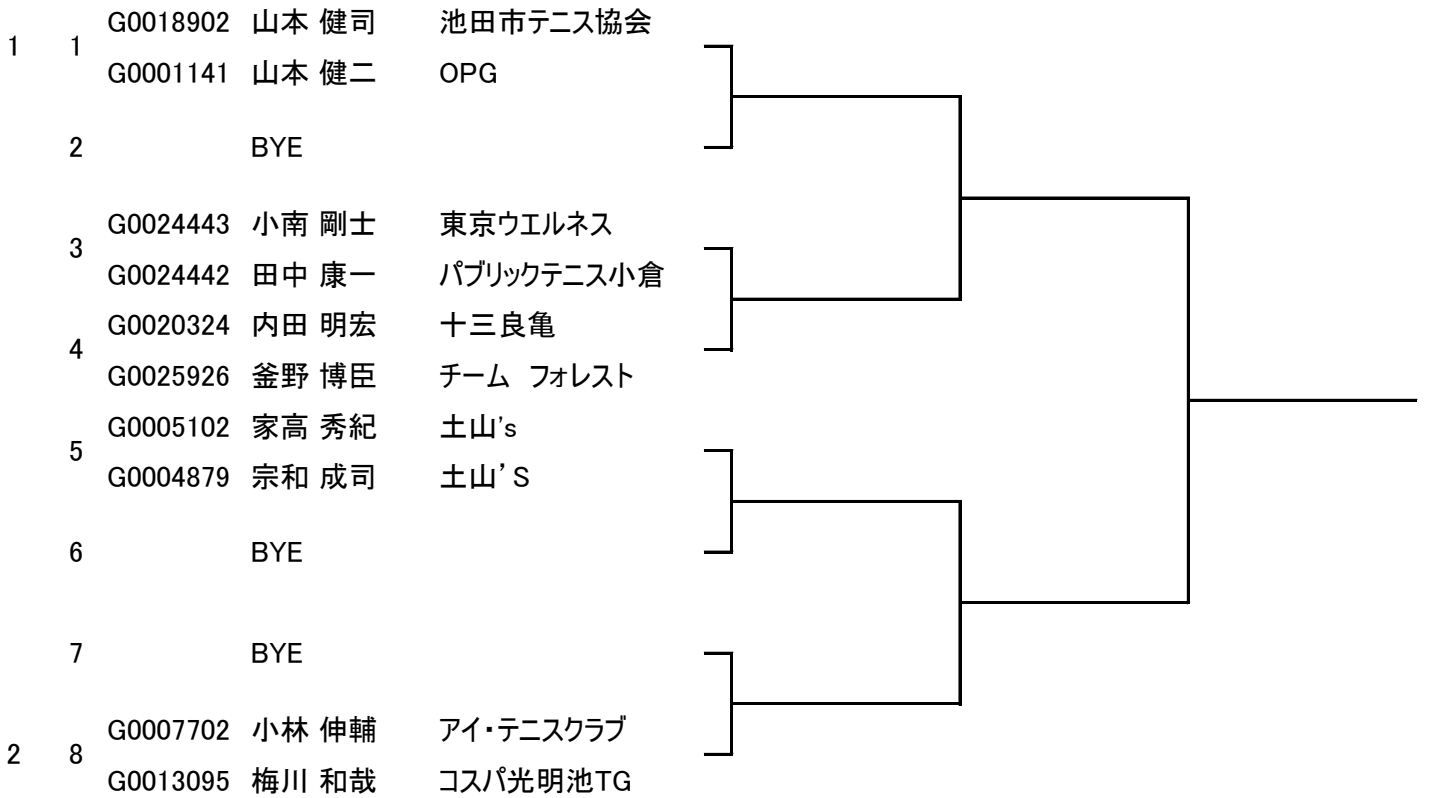 G0018902 山本 健司 池田市テニス協会
1 1
G0001141 山本 健二 OPG
2 BYE
G0024443 小南 剛士 東京ウエルネス
3
G0024442 田中 康一 パブリックテニス小倉
G0020324 内田 明宏 十三良亀
4
G0025926 釜野 博臣 チーム　フォレスト
G0005102 家高 秀紀 土山's
5
G0004879 宗和 成司 土山’S
6 BYE
7 BYE
G0007702 小林 伸輔 アイ・テニスクラブ
2 8
G0013095 梅川 和哉 コスパ光明池TG